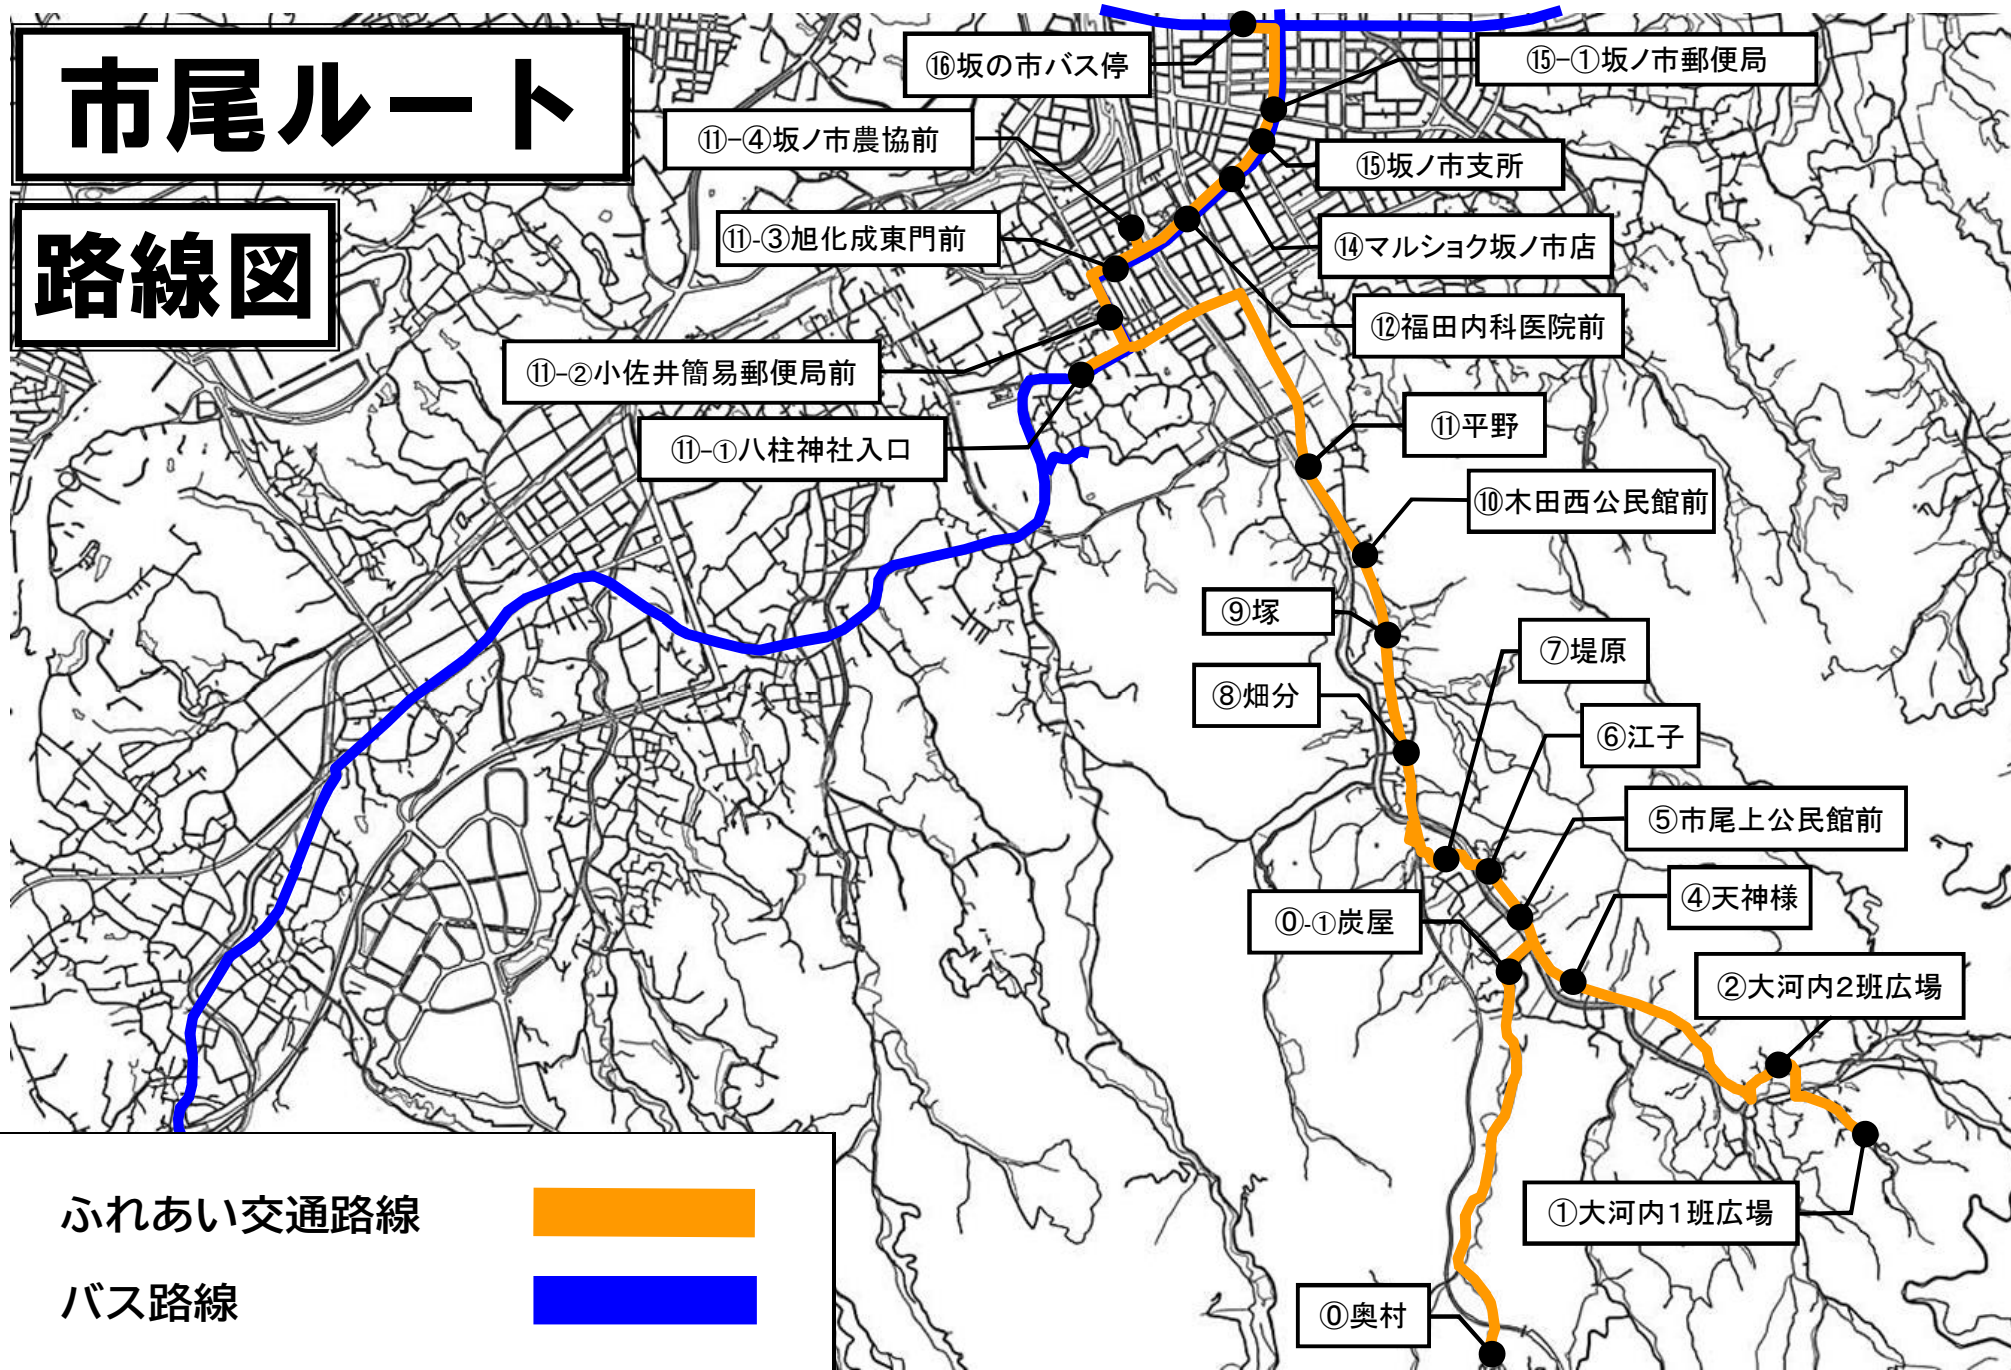 市尾ルート
路線図
⑯坂の市バス停
⑮-①坂ノ市郵便局
⑪-④坂ノ市農協前
⑮坂ノ市支所
⑪-③旭化成東門前
⑭マルショク坂ノ市店
⑫福田内科医院前
⑪-②小佐井簡易郵便局前
⑪平野
⑪-①八柱神社入口
⑩木田西公民館前
⑨塚
⑦堤原
⑧畑分
⑥江子
⑤市尾上公民館前
④天神様
⓪-①炭屋
②大河内2班広場
①大河内1班広場
⓪奥村
ふれあい交通路線
バス路線